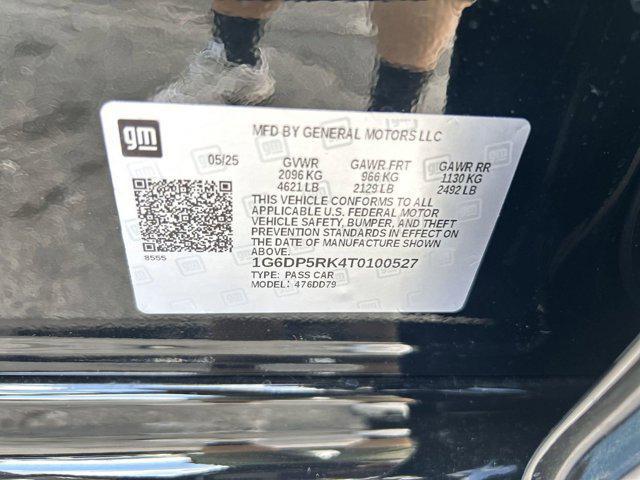 gm
MFD BY GENERAL MOTORS LLC
05/25 GVWR GAWR FRT GAWR RR
2096 KG 966 KG 1130 KG
4621 LB 2129 LB 2492 LB
THIS VEHICLE CONFORMS TO ALL
APPLICABLE U.S. FEDERAL MOTOR
VEHICLE SAFETY, BUMPER, AND THEFT
PREVENTION STANDARDS IN EFFECT ON
THE DATE OF MANUFACTURE SHOWN
ABOVE.
8555
1G6DP5RK4T0100527
TYPE: PASS CAR
MODEL: 476DD79